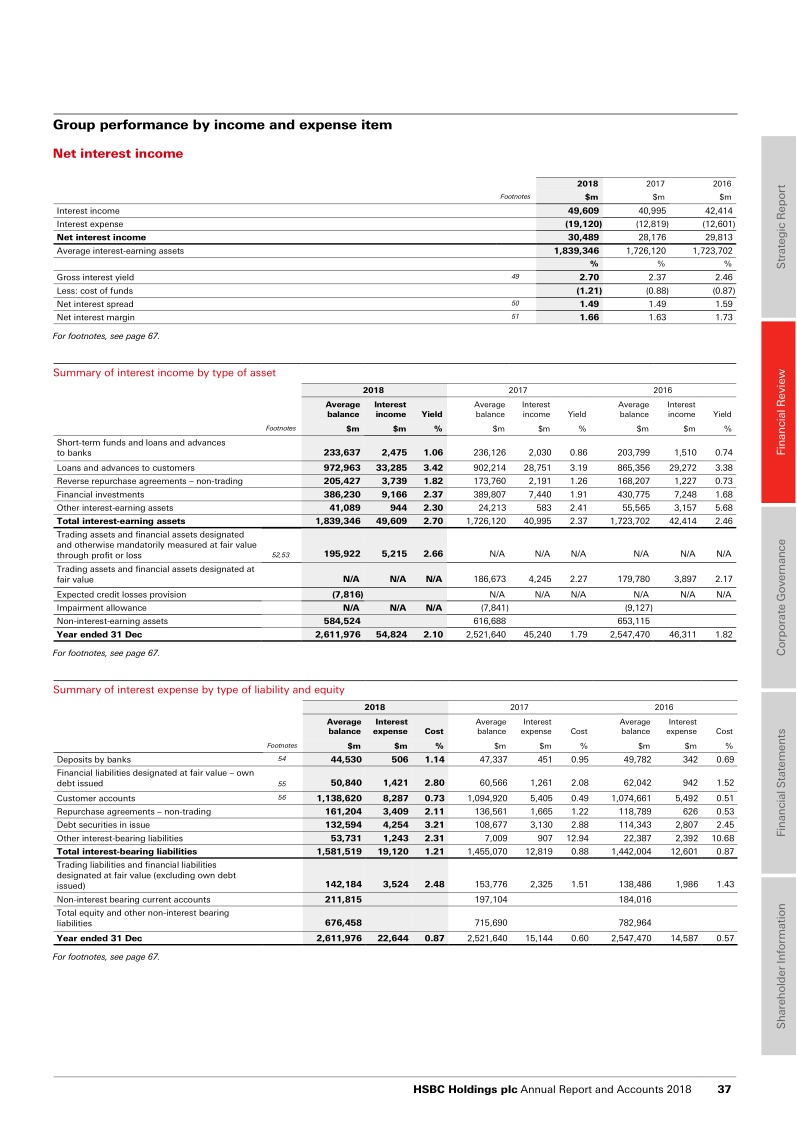 Group performance by income and expense item
Net interest income
2018 2017 2016
Footnotes $m $m $m
Interest income 49,609 40,995 42,414
Interest expense (19,120) (12,819) (12,601)
Net interest income 30,489 28,176 29,813
Average interest-earning assets 1,839,346 1,726,120 1,723,702
% % %
Gross interest yield 49 2.70 2.37 2.46
Less: cost of funds (1.21) (0.88) (0.87)
Net interest spread 50 1.49 1.49 1.59
Net interest margin 51 1.66 1.63 1.73
For footnotes, see page 67.
Summary of interest income by type of asset
2018 2017 2016
Average Interest Average Interest Average Interest
balance income Yield balance income Yield balance income Yield
Footnotes $m $m % $m $m % $m $m %
Short-term funds and loans and advances
to banks 233,637 2,475 1.06 236,126 2,030 0.86 203,799 1,510 0.74
Loans and advances to customers 972,963 33,285 3.42 902,214 28,751 3.19 865,356 29,272 3.38
Reverse repurchase agreements – non-trading 205,427 3,739 1.82 173,760 2,191 1.26 168,207 1,227 0.73
Financial investments 386,230 9,166 2.37 389,807 7,440 1.91 430,775 7,248 1.68
Other interest-earning assets 41,089 944 2.30 24,213 583 2.41 55,565 3,157 5.68
Total interest-earning assets 1,839,346 49,609 2.70 1,726,120 40,995 2.37 1,723,702 42,414 2.46
Trading assets and financial assets designated
and otherwise mandatorily measured at fair value
through profit or loss 52,53 195,922 5,215 2.66 N/A N/A N/A N/A N/A N/A
Trading assets and financial assets designated at
fair value N/A N/A N/A 186,673 4,245 2.27 179,780 3,897 2.17
Expected credit losses provision (7,816) N/A N/A N/A N/A N/A N/A
Impairment allowance N/A N/A N/A (7,841) (9,127)
Non-interest-earning assets 584,524 616,688 653,115
Year ended 31 Dec 2,611,976 54,824 2.10 2,521,640 45,240 1.79 2,547,470 46,311 1.82
For footnotes, see page 67.
Summary of interest expense by type of liability and equity
2018 2017 2016
Average Interest Average Interest Average Interest
balance expense Cost balance expense Cost balance expense Cost
Footnotes $m $m % $m $m % $m $m %
Deposits by banks 54 44,530 506 1.14 47,337 451 0.95 49,782 342 0.69
Financial liabilities designated at fair value – own
debt issued 55 50,840 1,421 2.80 60,566 1,261 2.08 62,042 942 1.52
Customer accounts 56 1,138,620 8,287 0.73 1,094,920 5,405 0.49 1,074,661 5,492 0.51
Repurchase agreements – non-trading 161,204 3,409 2.11 136,561 1,665 1.22 118,789 626 0.53
Debt securities in issue 132,594 4,254 3.21 108,677 3,130 2.88 114,343 2,807 2.45
Other interest-bearing liabilities 53,731 1,243 2.31 7,009 907 12.94 22,387 2,392 10.68
Total interest-bearing liabilities 1,581,519 19,120 1.21 1,455,070 12,819 0.88 1,442,004 12,601 0.87
Trading liabilities and financial liabilities
designated at fair value (excluding own debt
issued) 142,184 3,524 2.48 153,776 2,325 1.51 138,486 1,986 1.43
Non-interest bearing current accounts 211,815 197,104 184,016
Total equity and other non-interest bearing
liabilities 676,458 715,690 782,964
Year ended 31 Dec 2,611,976 22,644 0.87 2,521,640 15,144 0.60 2,547,470 14,587 0.57
For footnotes, see page 67.
Strategic Report
Financial Review
Corporate Governance
Financial Statements
Shareholder Information
HSBC Holdings plc Annual Report and Accounts 2018 37